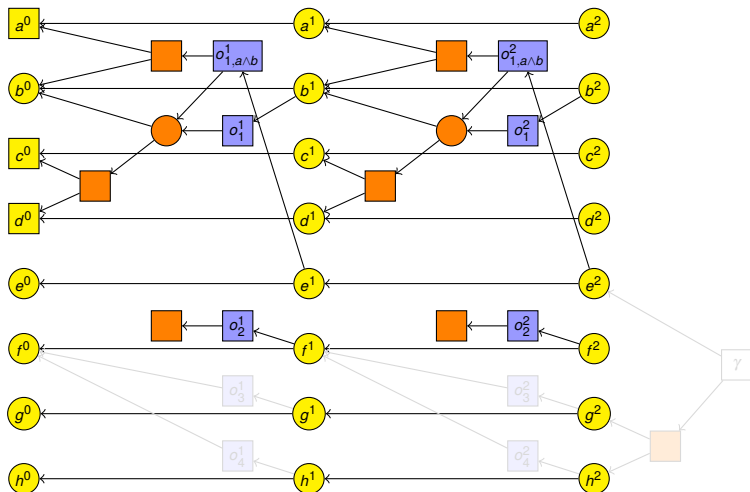 a⁰ a¹ a²
o¹₁,ₐ∧b o²₁,ₐ∧b
b⁰ b¹ b²
o¹₁ o²₁
c⁰ c¹ c²
d⁰ d¹ d²
e⁰ e¹ e²
o¹₂ o²₂
f⁰ f¹ f²
γ
o¹₃ o²₃
g⁰ g¹ g²
o¹₄ o²₄
h⁰ h¹ h²